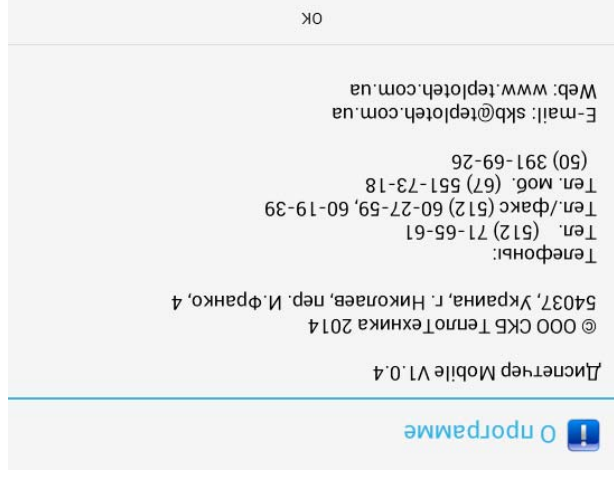 О программе
Диспетчер Mobile V1.0.4
© ООО СКБ ТеплоТехника 2014
54037, Украина, г. Николаев, пер. И.Франко, 4
Телефоны:
Тел. (512) 71-65-61
Тел./факс (512) 60-27-59, 60-19-39
Тел. моб. (67) 551-73-18
(50) 391-69-26
E-mail: skb@teploteh.com.ua
Web: www.teploteh.com.ua
ОК